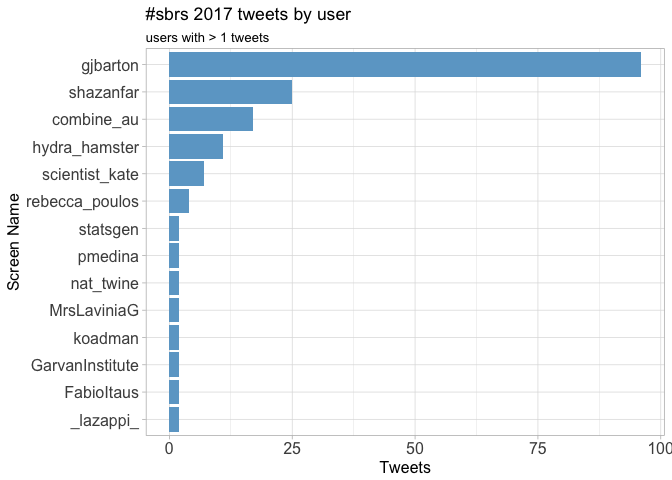 #sbrs 2017 tweets by user
users with > 1 tweets
Screen Name
gjbarton
shazanfar
combine_au
hydra_hamster
scientist_kate
rebecca_poulos
statsgen
pmedina
nat_twine
MrsLaviniaG
koadman
GarvanInstitute
FabioItaus
_lazappi_
0 25 50 75 100
Tweets